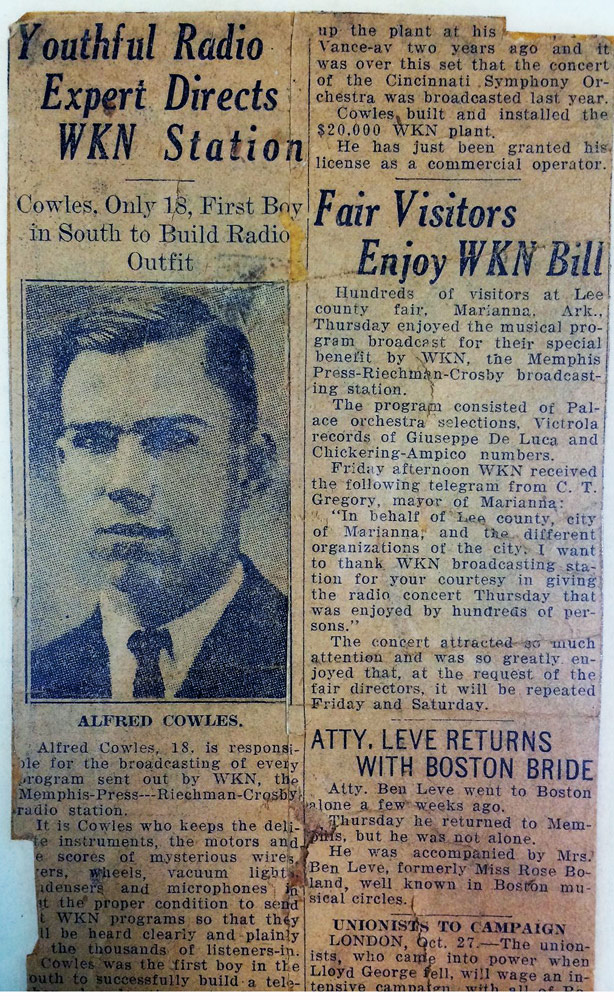 Youthful Radio
Expert Directs
WKN Station
Cowles, Only 18, First Boy
in South to Build Radio
Outfit
ALFRED COWLES.
Alfred Cowles, 18, is responsi-
ble for the broadcasting of every
program sent out by WKN, the
Memphis-Press---Riechman-Crosby
radio station.
It is Cowles who keeps the deli-
te instruments, the motors and
e scores of mysterious wires,
ers, wheels, vacuum lights,
ndensers and microphones in
t the proper condition to send
t WKN programs so that they
ll be heard clearly and plainly
the thousands of listeners-in.
Cowles was the first boy in the
outh to successfully build a tele-
up the plant at his
Vance-av two years ago and it
was over this set that the concert
of the Cincinnati Symphony Or-
chestra was broadcasted last year.
Cowles built and installed the
$20,000 WKN plant.
He has just been granted his
license as a commercial operator.
Fair Visitors
Enjoy WKN Bill
Hundreds of visitors at Lee
county fair, Marianna, Ark.,
Thursday enjoyed the musical pro-
gram broadcast for their special
benefit by WKN, the Memphis
Press-Riechman-Crosby broadcast-
ing station.
The program consisted of Pal-
ace orchestra selections, Victrola
records of Giuseppe De Luca and
Chickering-Ampico numbers.
Friday afternoon WKN received
the following telegram from C. T.
Gregory, mayor of Marianna:
"In behalf of Lee county, city
of Marianna, and the different
organizations of the city, I want
to thank WKN broadcasting sta-
tion for your courtesy in giving
the radio concert Thursday that
was enjoyed by hundreds of per-
sons."
The concert attracted so much
attention and was so greatly en-
joyed that, at the request of the
fair directors, it will be repeated
Friday and Saturday.
ATTY. LEVE RETURNS
WITH BOSTON BRIDE
Atty. Ben Leve went to Boston
alone a few weeks ago.
Thursday he returned to Mem-
phis, but he was not alone.
He was accompanied by Mrs.
Ben Leve, formerly Miss Rose Bo-
land, well known in Boston mu-
sical circles.
UNIONISTS TO CAMPAIGN
LONDON, Oct. 27.—The union-
ists, who came into power when
Lloyd George fell, will wage an in-
tensive campaign with all of